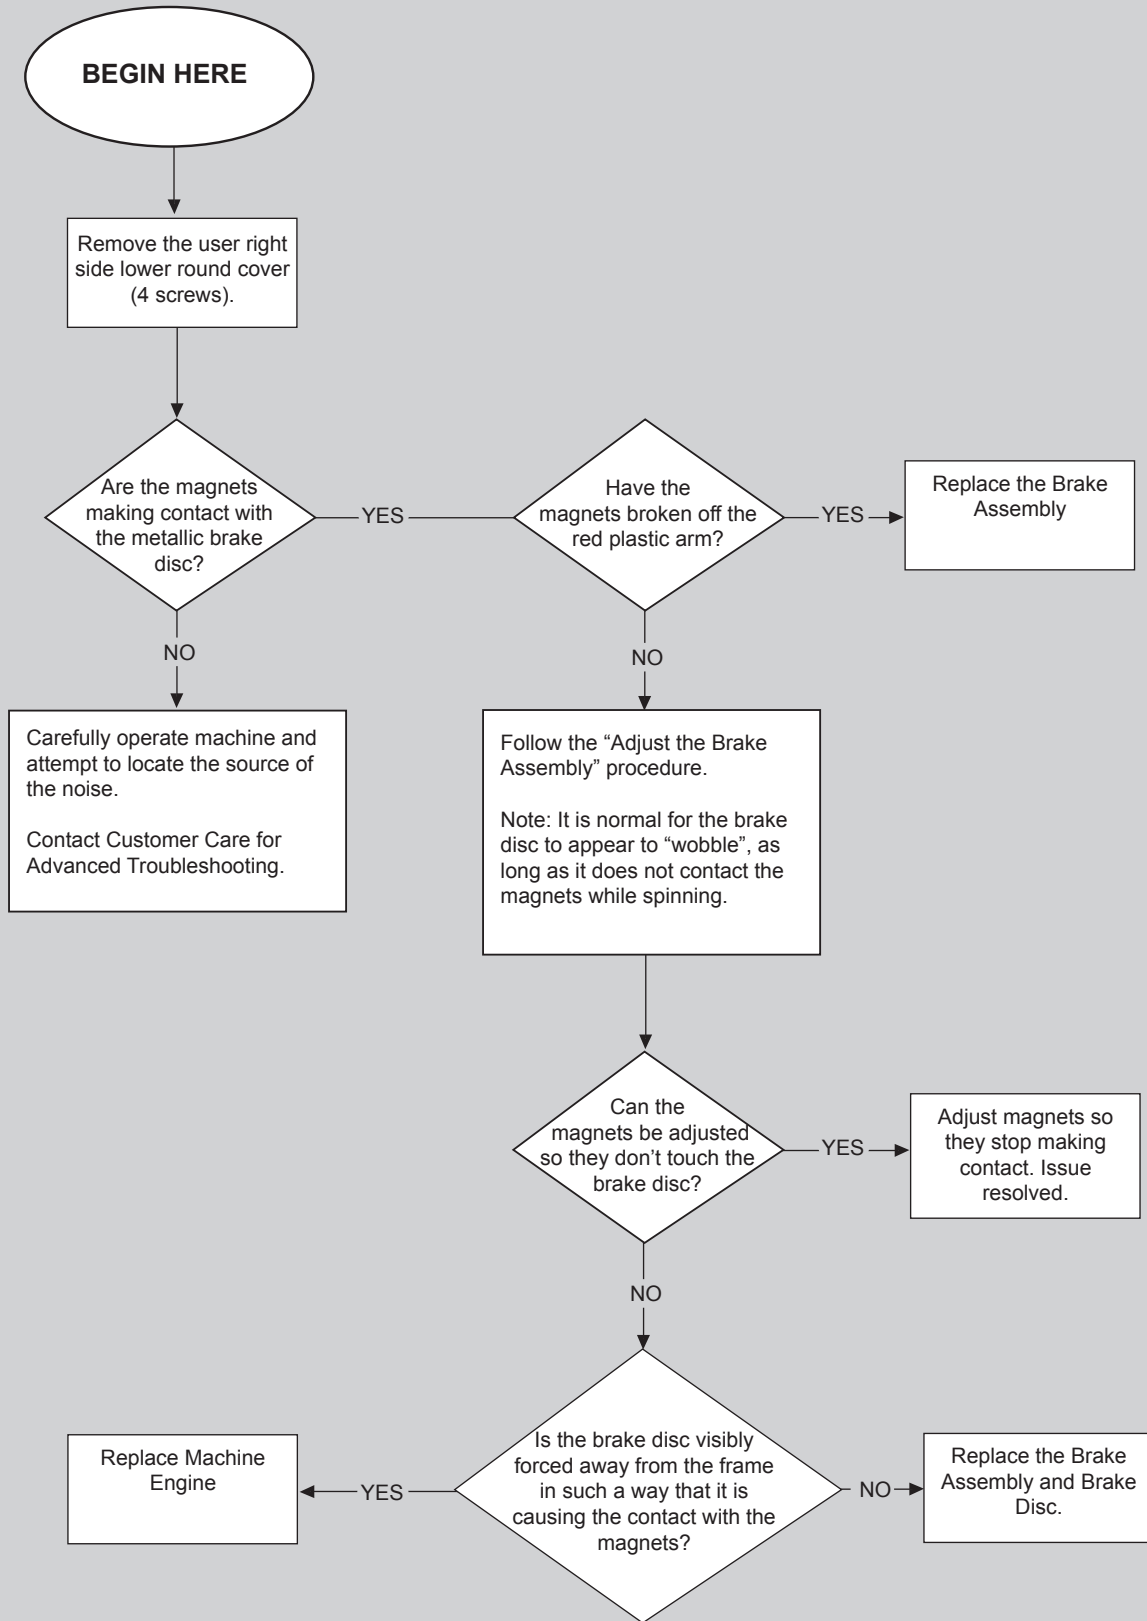 BEGIN HERE
Remove the user right
side lower round cover
(4 screws).
Are the magnets
making contact with
the metallic brake
disc?
YES
Have the
magnets broken off the
red plastic arm?
YES
Replace the Brake
Assembly
NO
NO
Carefully operate machine and
attempt to locate the source of
the noise.
Contact Customer Care for
Advanced Troubleshooting.
Follow the “Adjust the Brake
Assembly” procedure.
Note: It is normal for the brake
disc to appear to “wobble”, as
long as it does not contact the
magnets while spinning.
Can the
magnets be adjusted
so they don’t touch the
brake disc?
YES
Adjust magnets so
they stop making
contact. Issue
resolved.
NO
Is the brake disc visibly
forced away from the frame
in such a way that it is
causing the contact with the
magnets?
YES
Replace Machine
Engine
NO
Replace the Brake
Assembly and Brake
Disc.